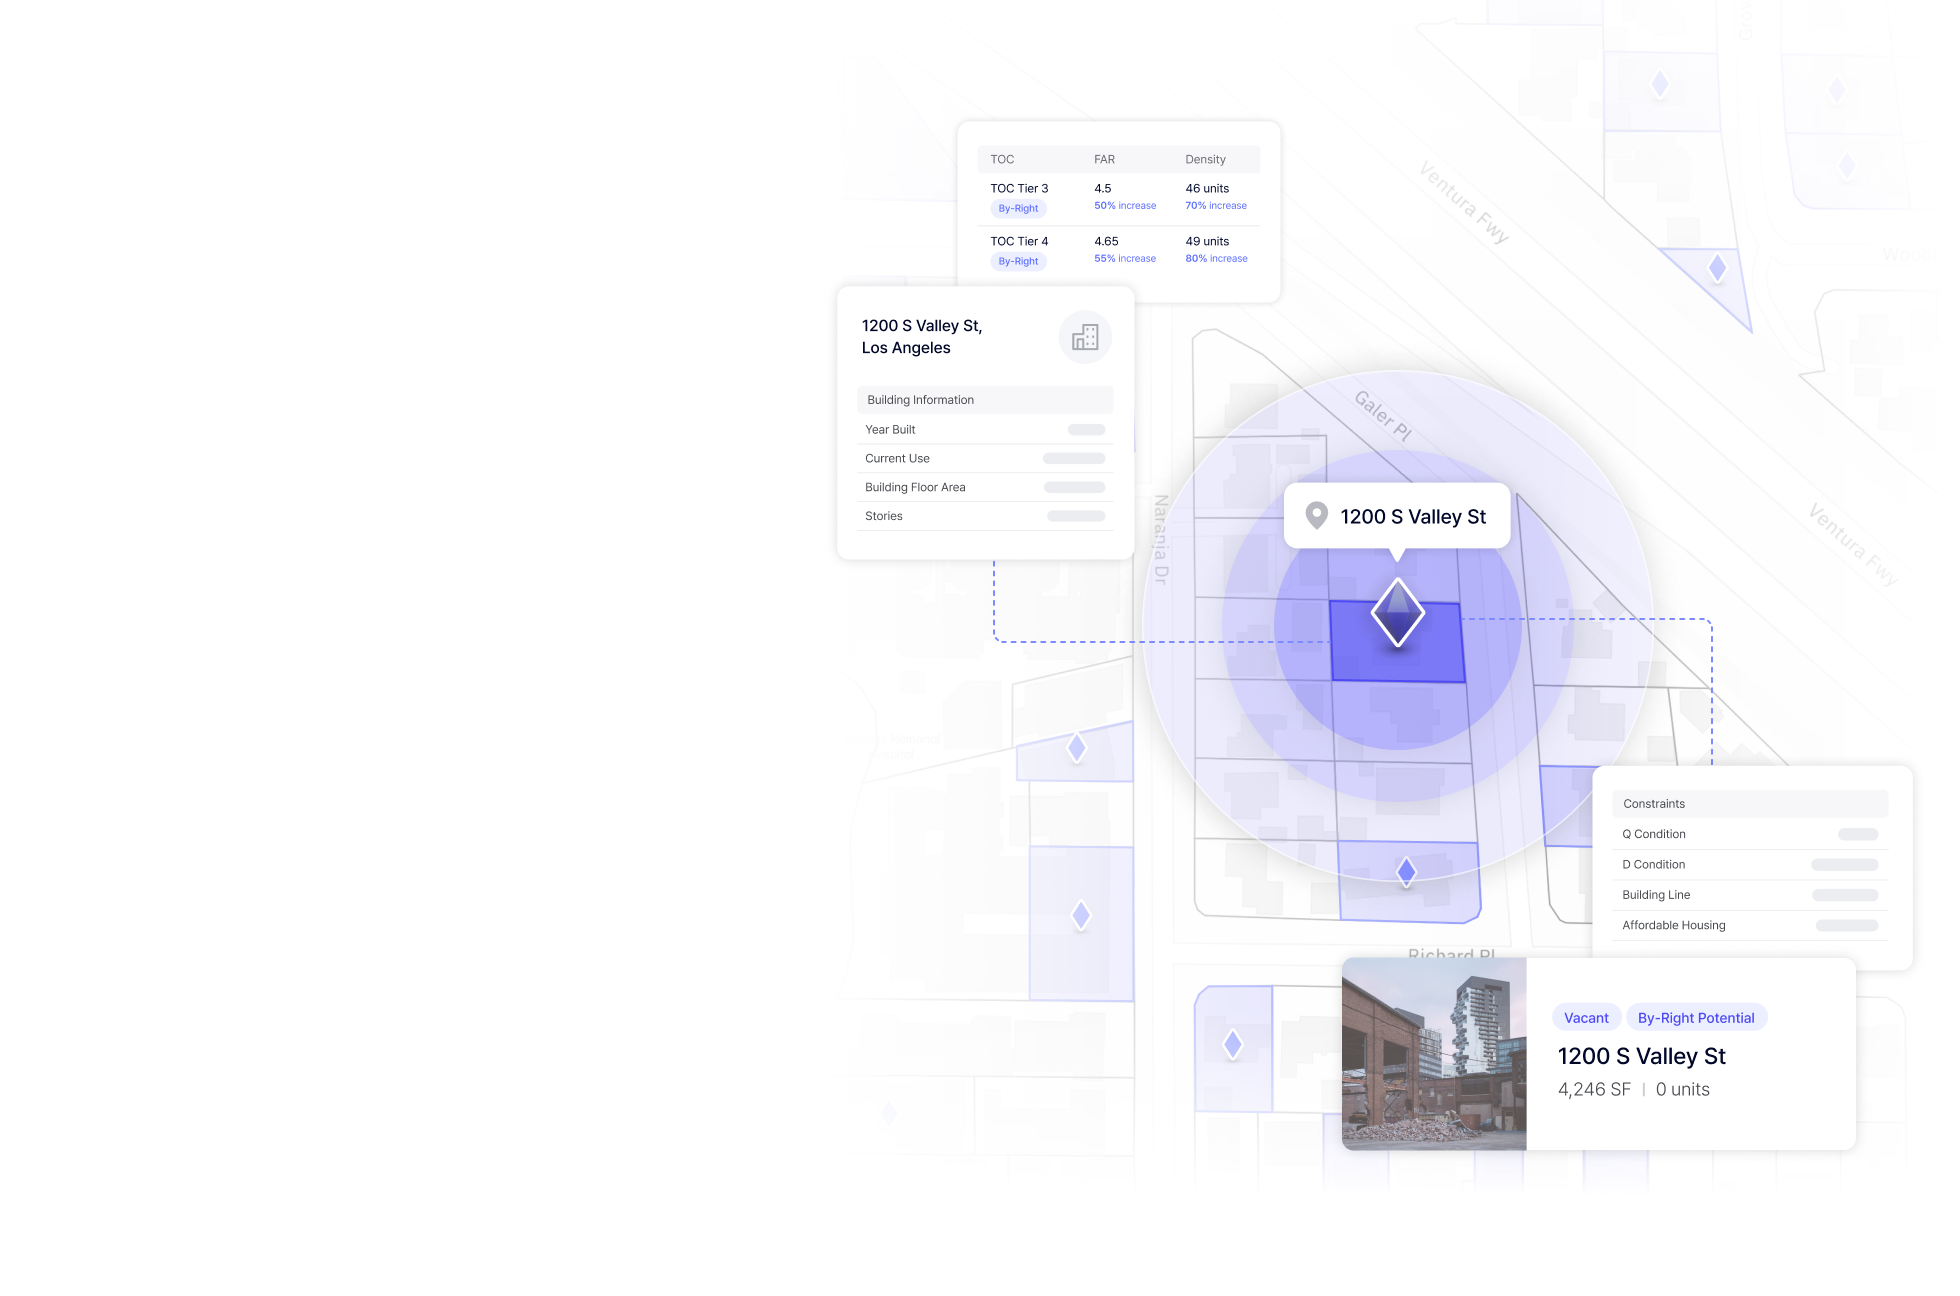 TOC FAR Density
TOC Tier 3 4.5 46 units
By-Right 50% increase 70% increase
TOC Tier 4 4.65 49 units
By-Right 55% increase 80% increase
1200 S Valley St,
Los Angeles
Building Information
Year Built
Current Use
Building Floor Area
Stories
Ventura Fwy
Galer Pl
Naranja Dr
1200 S Valley St
Ventura Fwy
Constraints
Q Condition
D Condition
Building Line
Affordable Housing
Richard Pl
Vacant By-Right Potential
1200 S Valley St
4,246 SF | 0 units